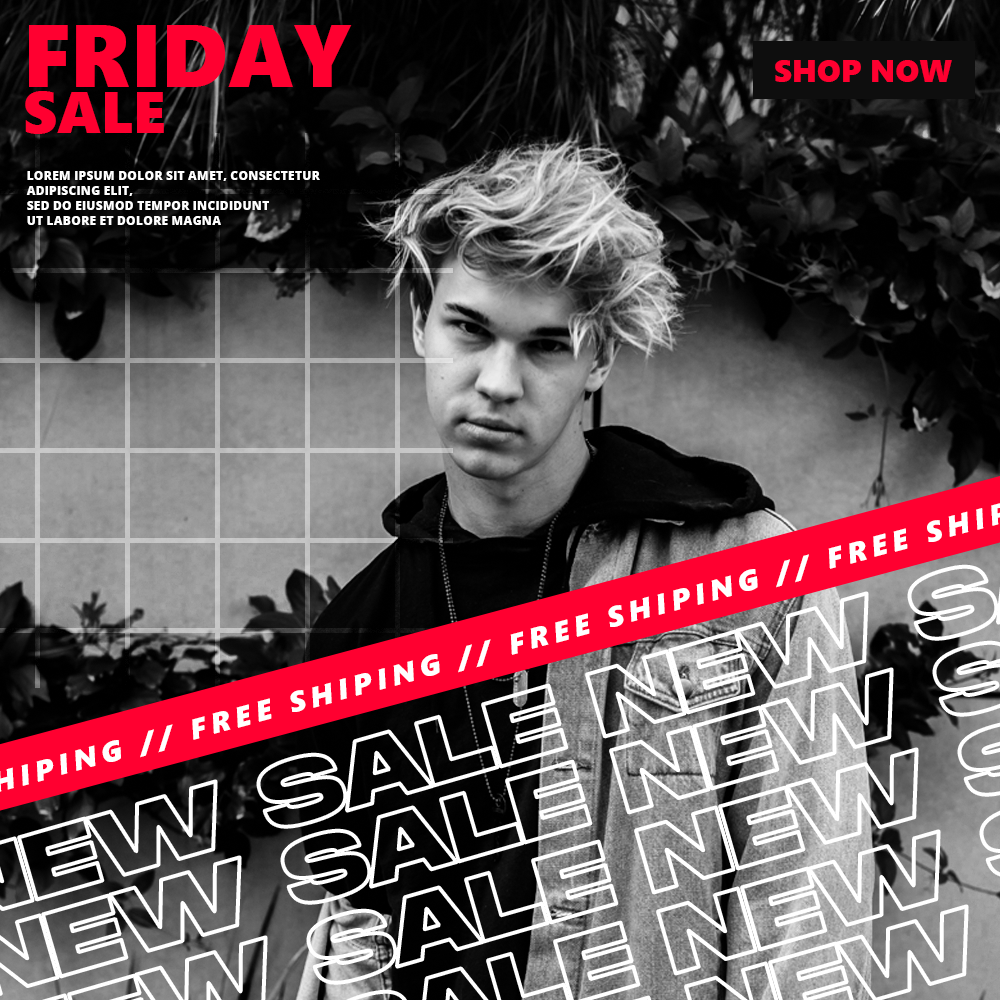 FRIDAY
SALE
SHOP NOW
LOREM IPSUM DOLOR SIT AMET, CONSECTETUR
ADIPISCING ELIT,
SED DO EIUSMOD TEMPOR INCIDIDUNT
UT LABORE ET DOLORE MAGNA
HIPING // FREE SHIPING // FREE SHIPING // FREE SHIP
NEW SALE NEW S
NEW SALE NEW S
NEW SALE NEW S
SALE NEW
NEW